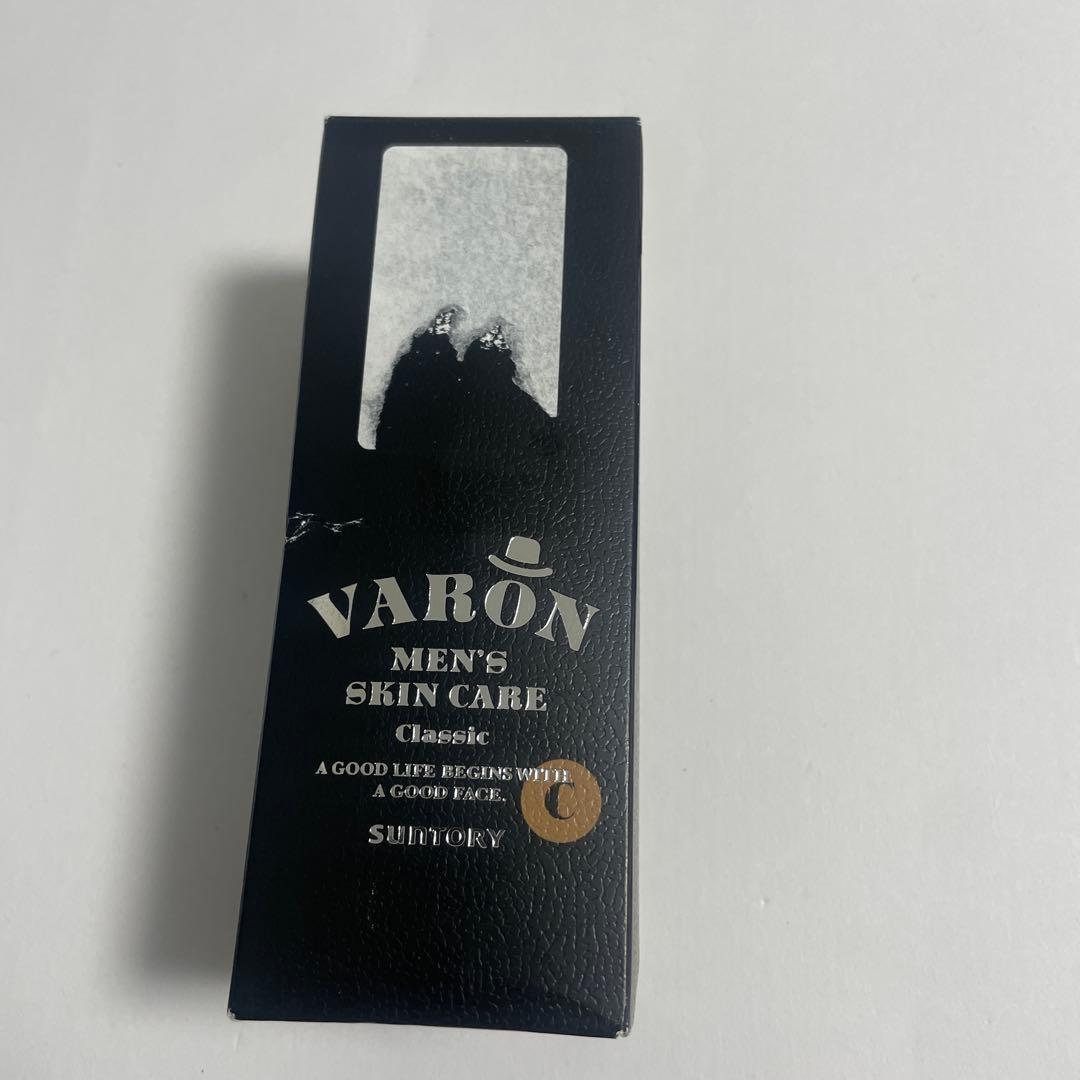 VARON
MEN'S
SKIN CARE
Classic
A GOOD LIFE BEGINS WITH
A GOOD FACE.
C
SUNTORY